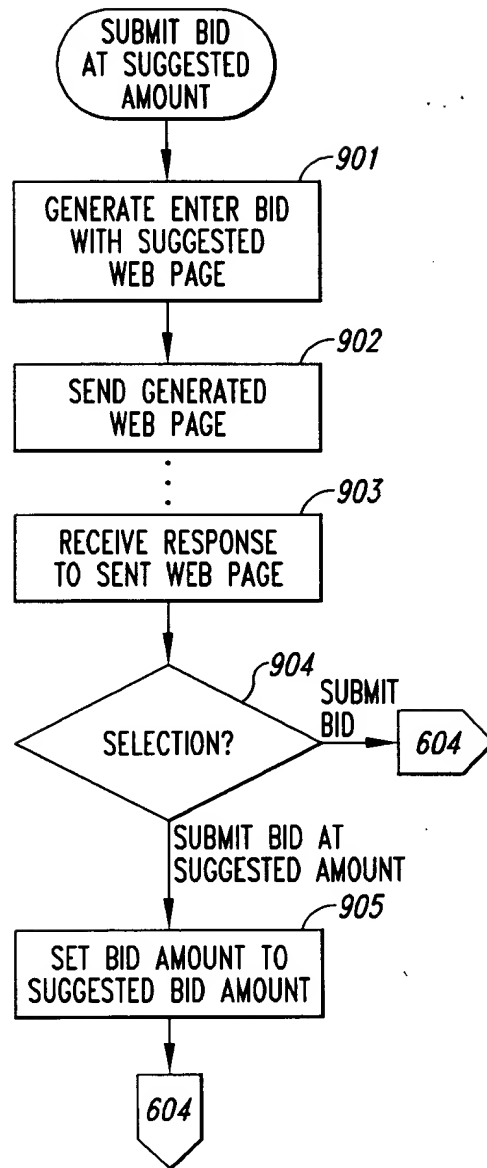 SUBMIT BID
AT SUGGESTED
AMOUNT
901
GENERATE ENTER BID
WITH SUGGESTED
WEB PAGE
902
SEND GENERATED
WEB PAGE
903
RECEIVE RESPONSE
TO SENT WEB PAGE
904
SELECTION?
SUBMIT
BID
604
SUBMIT BID AT
SUGGESTED AMOUNT
905
SET BID AMOUNT TO
SUGGESTED BID AMOUNT
604